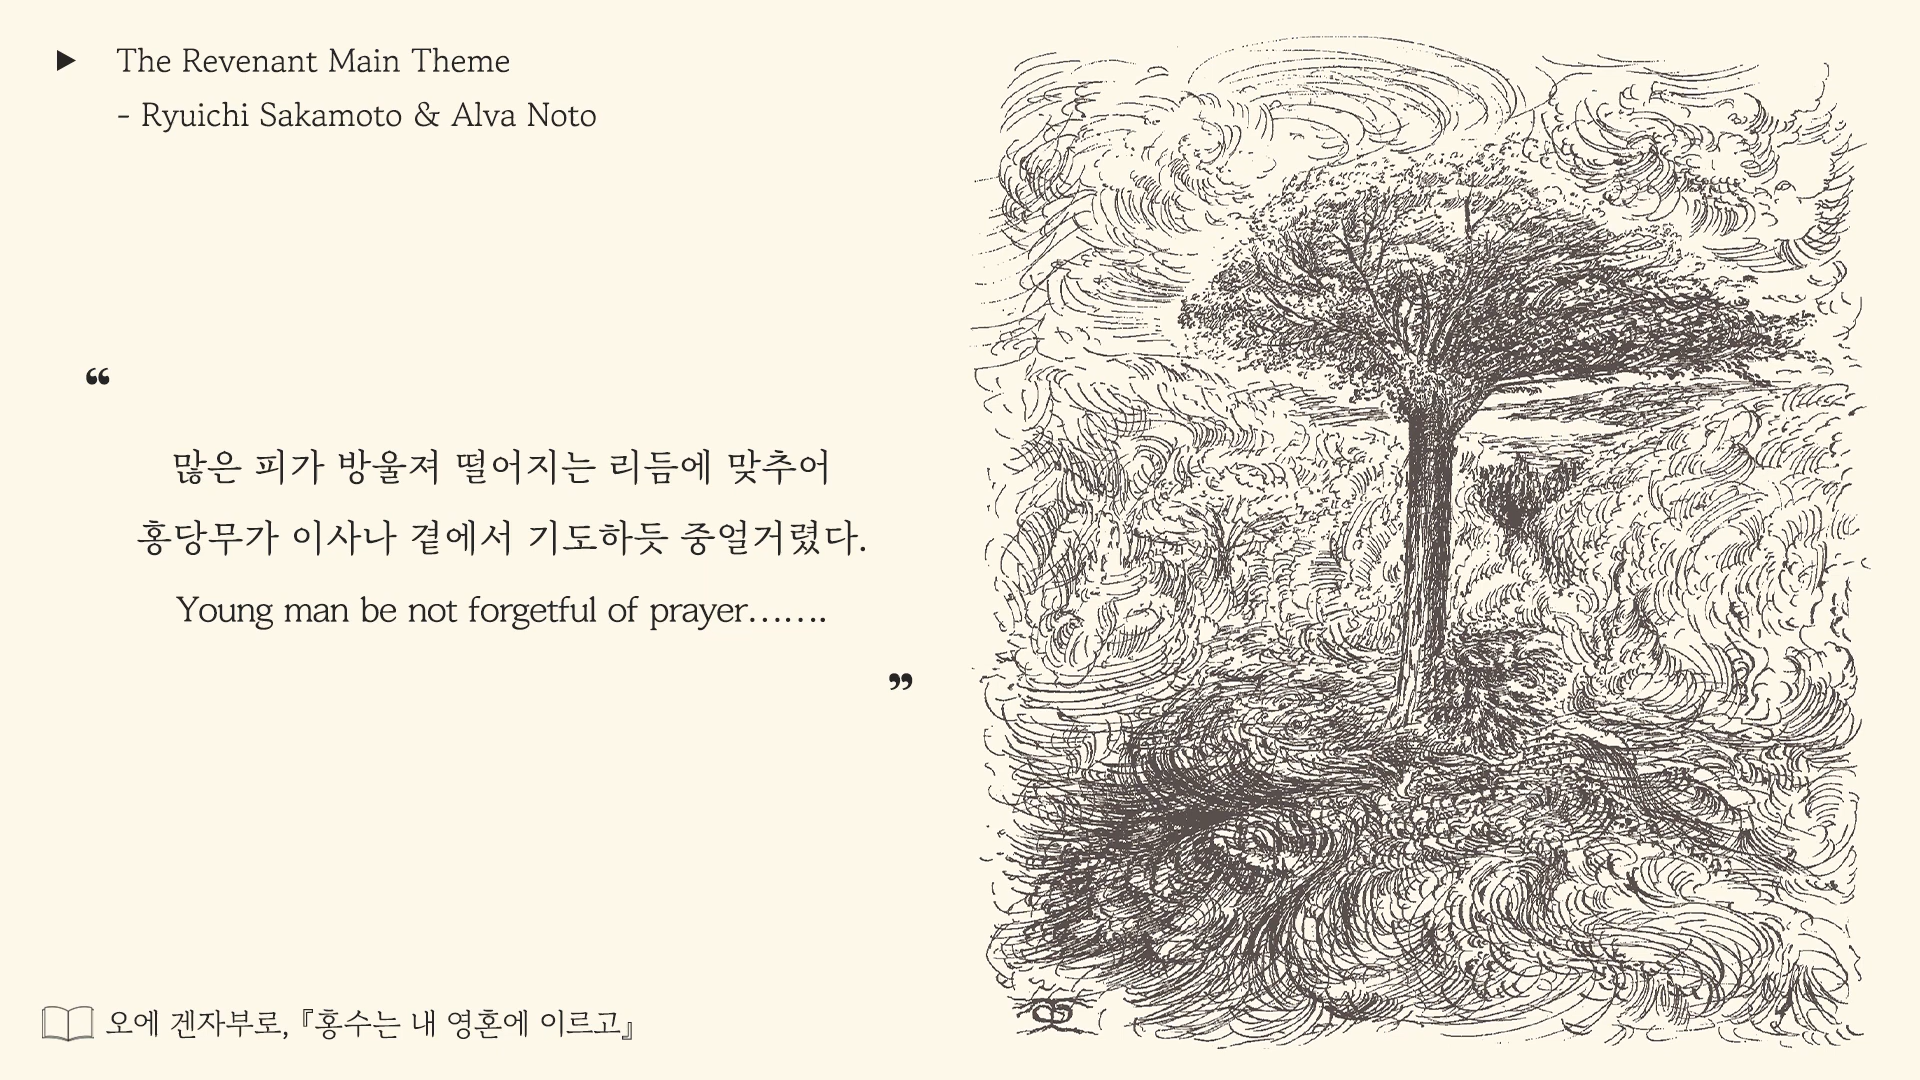 ▶ The Revenant Main Theme
- Ryuichi Sakamoto & Alva Noto
“
많은 피가 방울져 떨어지는 리듬에 맞추어
홍당무가 이사나 곁에서 기도하듯 중얼거렸다.
Young man be not forgetful of prayer…….
”
오에 겐자부로, 『홍수는 내 영혼에 이르고』